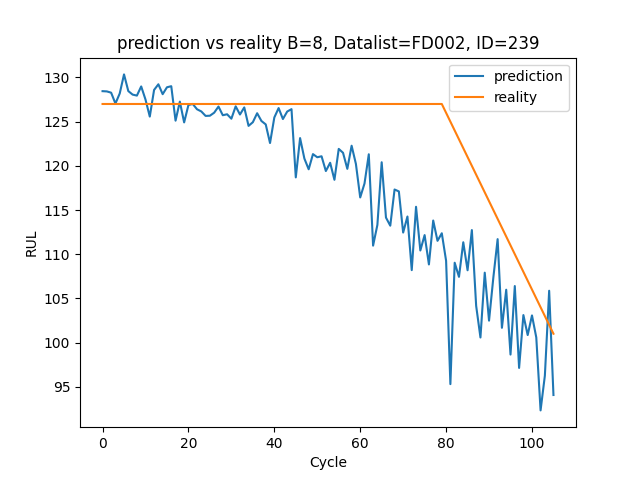 prediction vs reality B=8, Datalist=FD002, ID=239
prediction
reality
RUL
130
125
120
115
110
105
100
95
0 20 40 60 80 100
Cycle